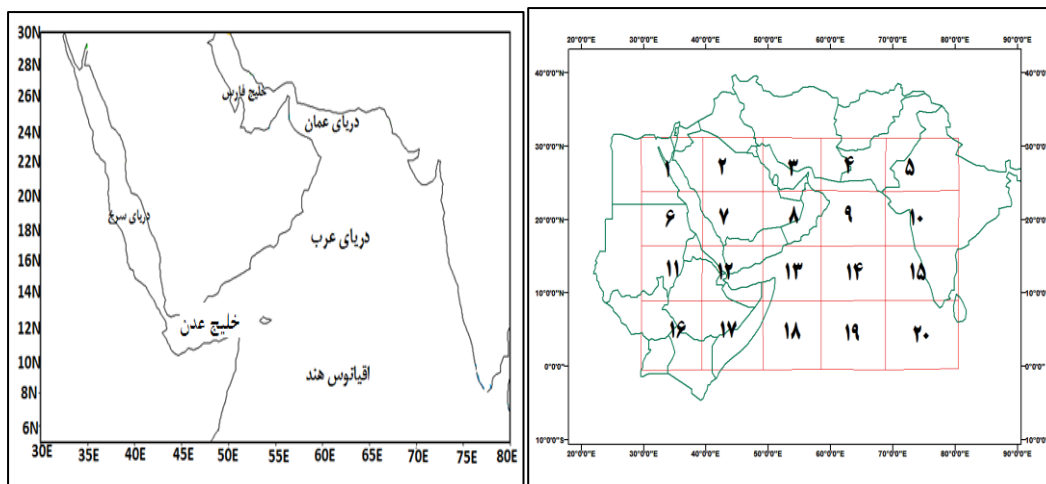 30N
28N
26N
24N
22N
20N
18N
16N
14N
12N
10N
8N
6N
30E 35E 40E 45E 50E 55E 60E 65E 70E 75E 80E
خلیج فارس
دریای عمان
دریای سرخ
دریای عرب
خلیج عدن
اقیانوس هند
20°0'0"E 30°0'0"E 40°0'0"E 50°0'0"E 60°0'0"E 70°0'0"E 80°0'0"E 90°0'0"E
40°0'0"N 40°0'0"N
30°0'0"N 30°0'0"N
20°0'0"N 20°0'0"N
10°0'0"N 10°0'0"N
0°0'0" 0°0'0"
10°0'0"S 10°0'0"S
۱ ۲ ۳ ۴ ۵
۶ ۷ ۸ ۹ ۱۰
۱۱ ۱۲ ۱۳ ۱۴ ۱۵
۱۶ ۱۷ ۱۸ ۱۹ ۲۰
20°0'0"E 30°0'0"E 40°0'0"E 50°0'0"E 60°0'0"E 70°0'0"E 80°0'0"E 90°0'0"E